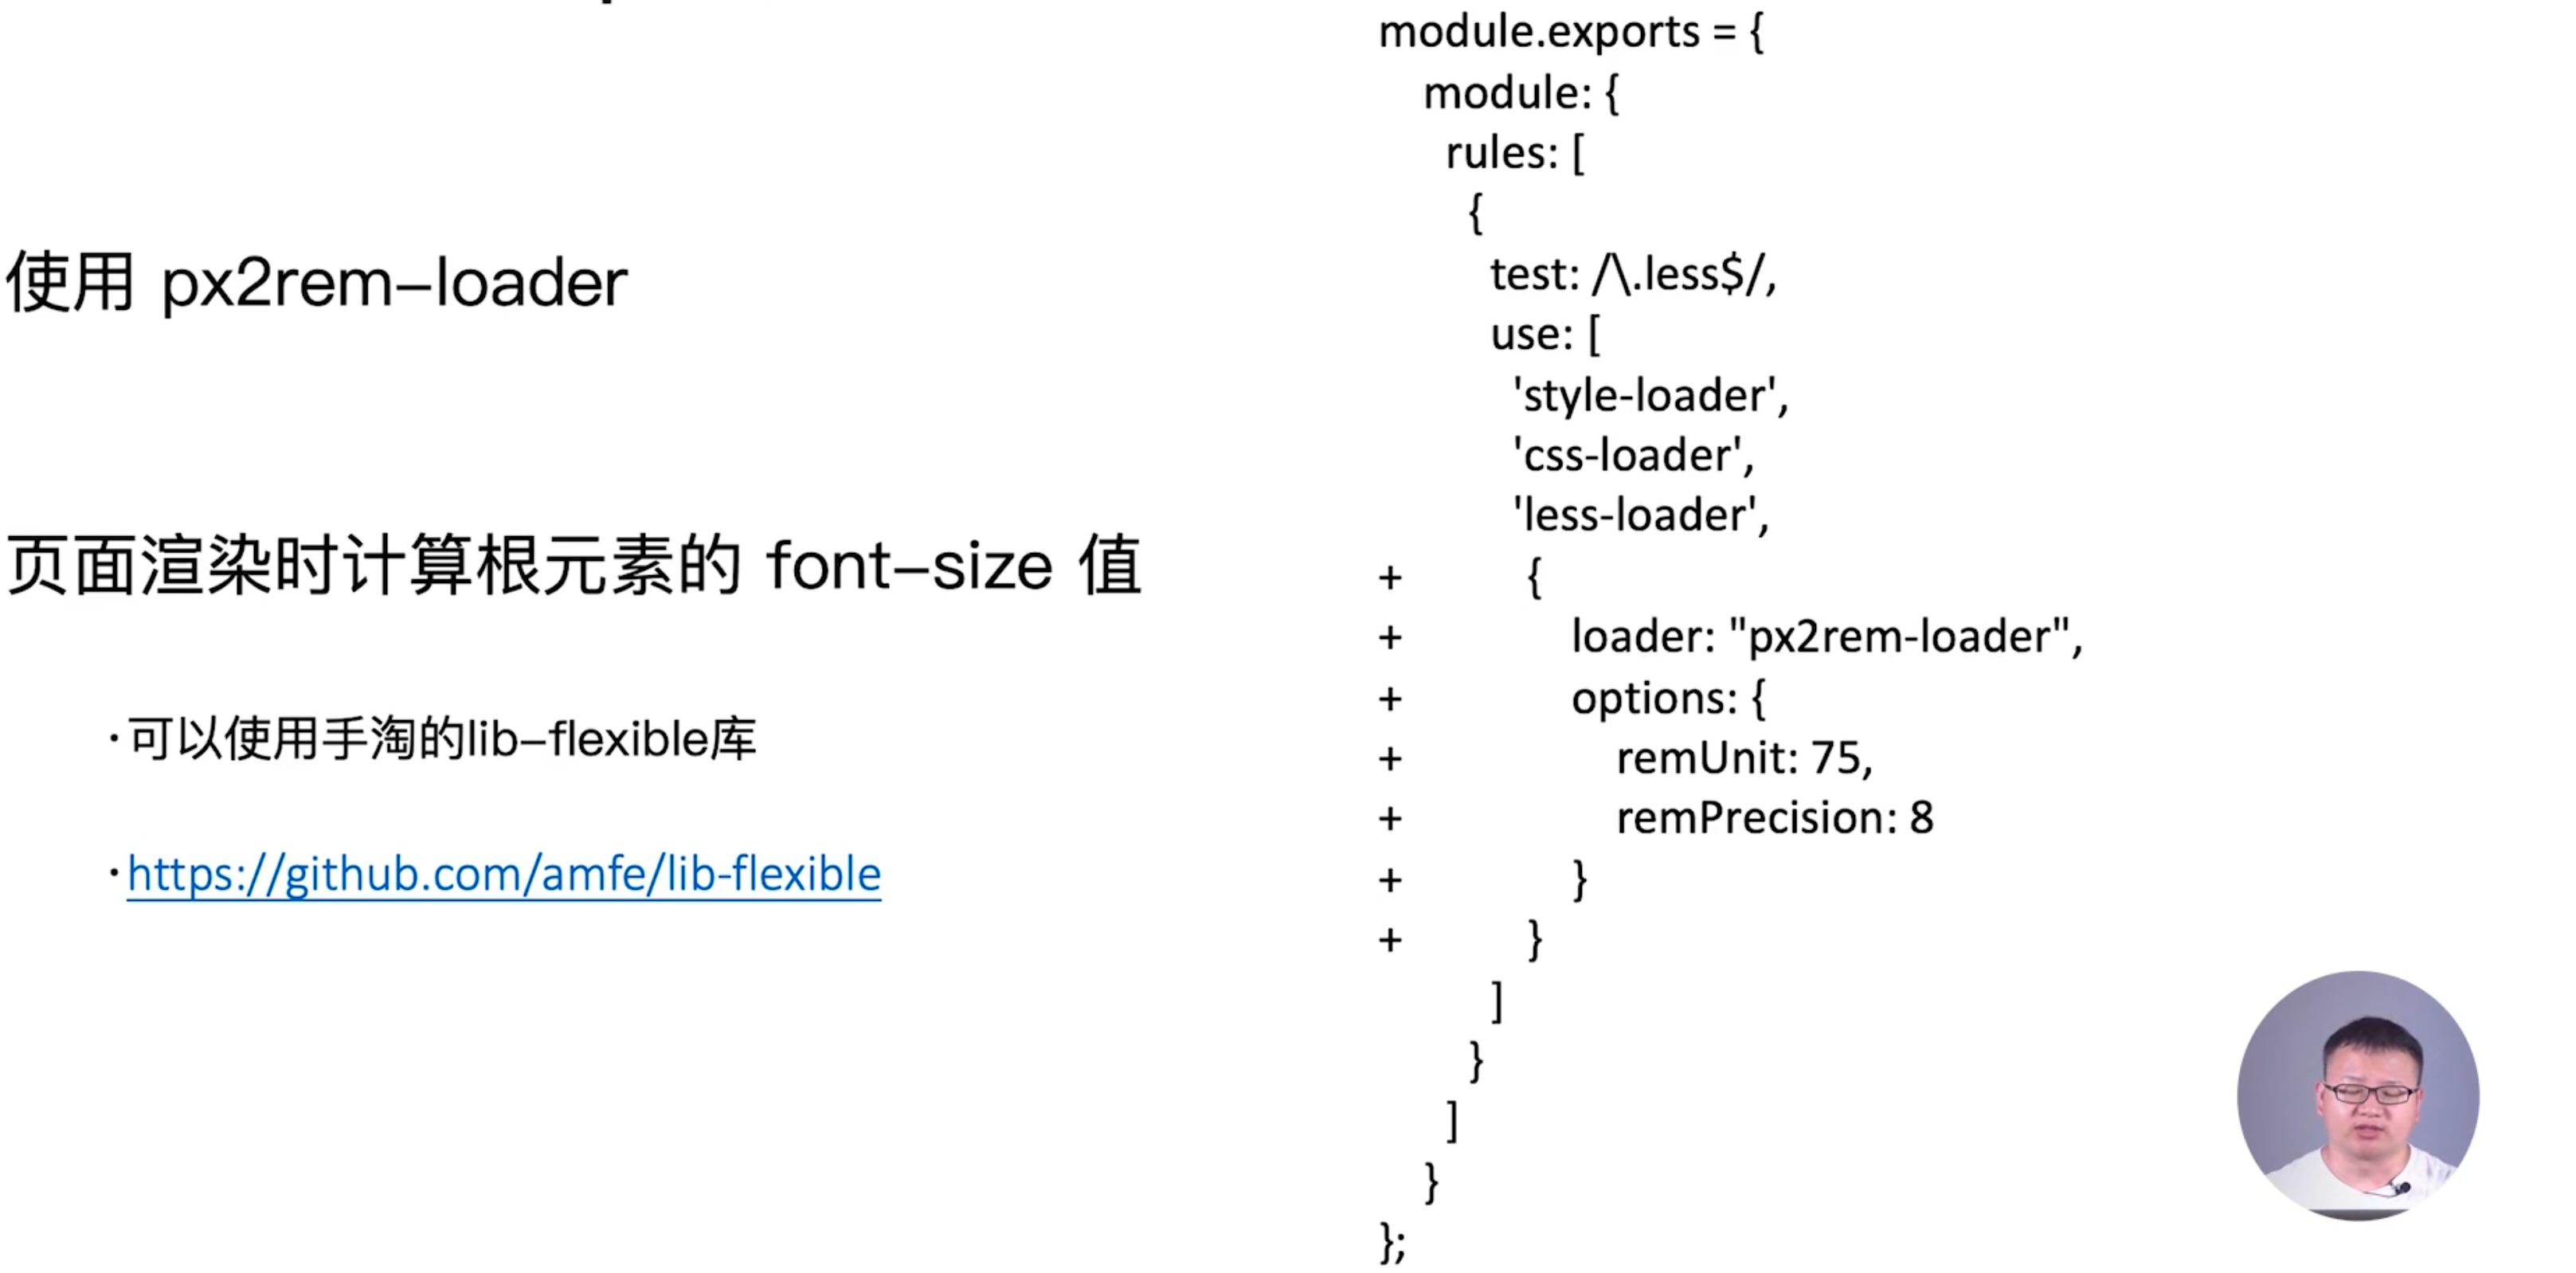 使用 px2rem-loader
页面渲染时计算根元素的 font-size 值
·可以使用手淘的lib-flexible库
·https://github.com/amfe/lib-flexible
module.exports = {
module: {
rules: [
{
test: /\.less$/,
use: [
'style-loader',
'css-loader',
'less-loader',
+ {
+ loader: "px2rem-loader",
+ options: {
+ remUnit: 75,
+ remPrecision: 8
+ }
+ }
]
}
]
}
};